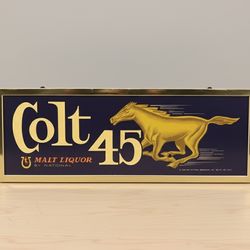 Colt 45
MALT LIQUOR
BY NATIONAL